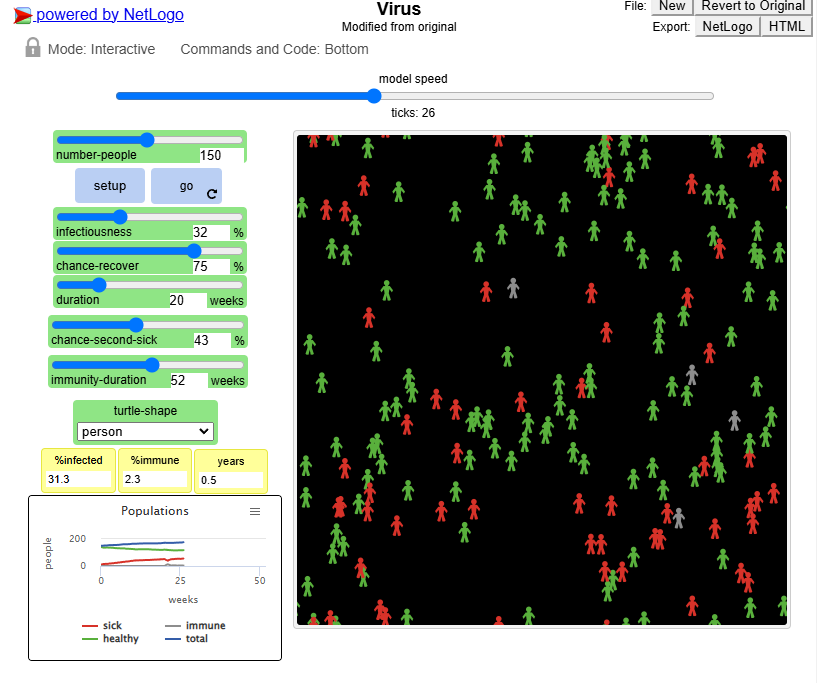 powered by NetLogo
Virus
Modified from original
File: New Revert to Original
Export: NetLogo HTML
Mode: Interactive Commands and Code: Bottom
model speed
ticks: 26
number-people 150
setup go
infectiousness 32 %
chance-recover 75 %
duration 20 weeks
chance-second-sick 43 %
immunity-duration 52 weeks
turtle-shape
person
%infected %immune years
31.3 2.3 0.5
Populations
people
200
0
0 25 50
weeks
sick immune
healthy total